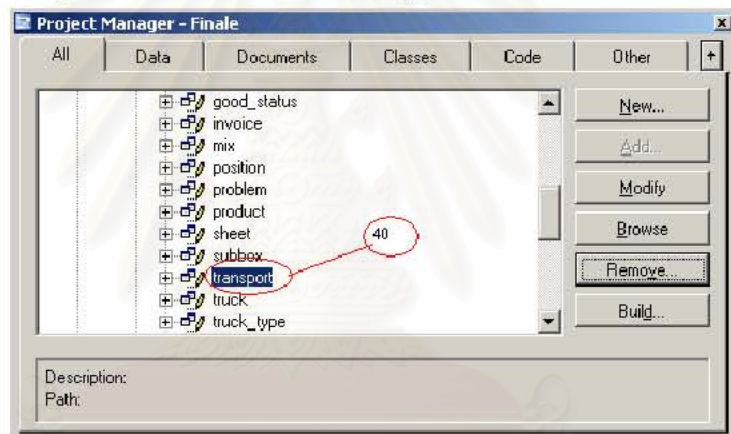 Project Manager - Finale
All Data Documents Classes Code Other
good_status
invoice
mix
position
problem
product
sheet 40
subbox
transport
truck
truck_type
New...
Add...
Modify
Browse
Remove...
Build...
Description:
Path: